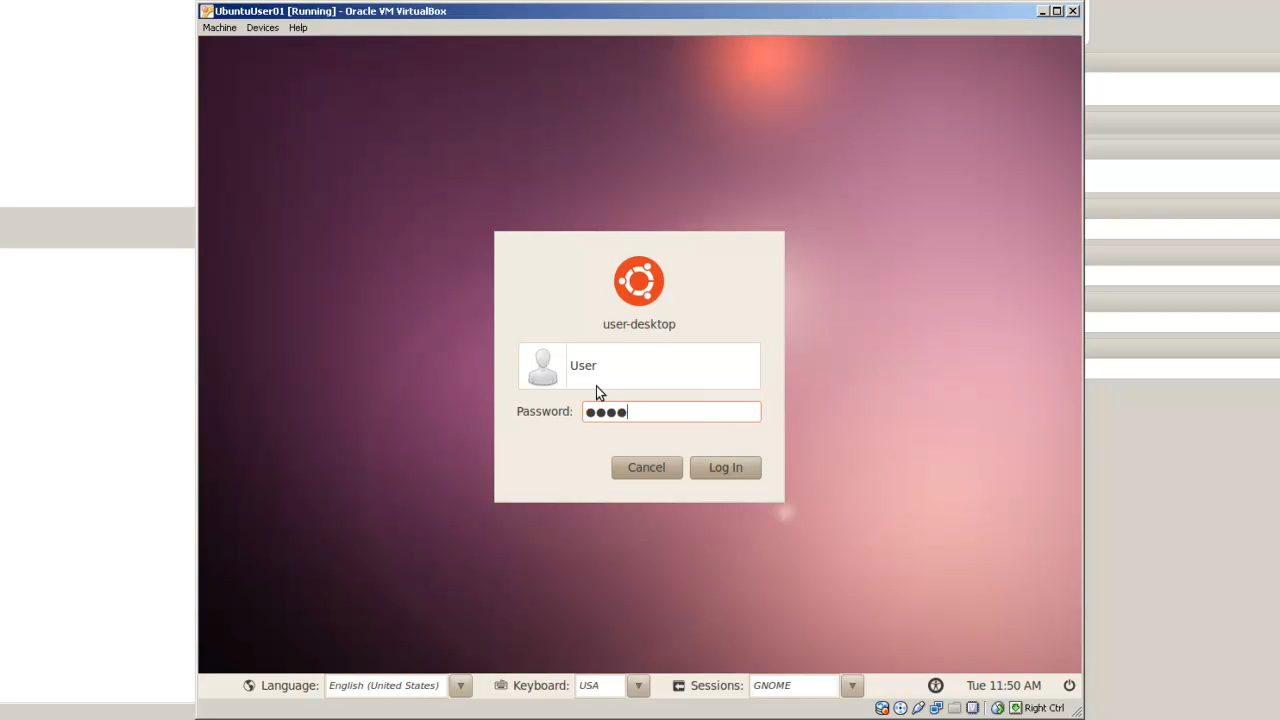 UbuntuUser01 [Running] - Oracle VM VirtualBox
Machine Devices Help
user-desktop
User
Password: ●●●●
Cancel Log In
Language: English (United States) Keyboard: USA Sessions: GNOME Tue 11:50 AM
Right Ctrl